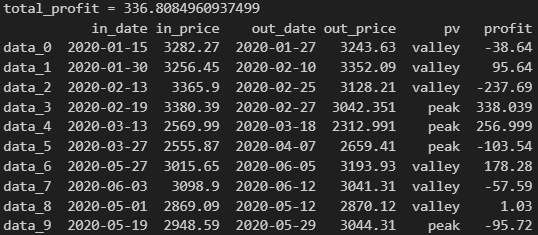 total_profit = 336.8084960937499
in_date in_price out_date out_price pv profit
data_0 2020-01-15 3282.27 2020-01-27 3243.63 valley -38.64
data_1 2020-01-30 3256.45 2020-02-10 3352.09 valley 95.64
data_2 2020-02-13 3365.9 2020-02-25 3128.21 valley -237.69
data_3 2020-02-19 3380.39 2020-02-27 3042.351 peak 338.039
data_4 2020-03-13 2569.99 2020-03-18 2312.991 peak 256.999
data_5 2020-03-27 2555.87 2020-04-07 2659.41 peak -103.54
data_6 2020-05-27 3015.65 2020-06-05 3193.93 valley 178.28
data_7 2020-06-03 3098.9 2020-06-12 3041.31 valley -57.59
data_8 2020-05-01 2869.09 2020-05-12 2870.12 valley 1.03
data_9 2020-05-19 2948.59 2020-05-29 3044.31 peak -95.72